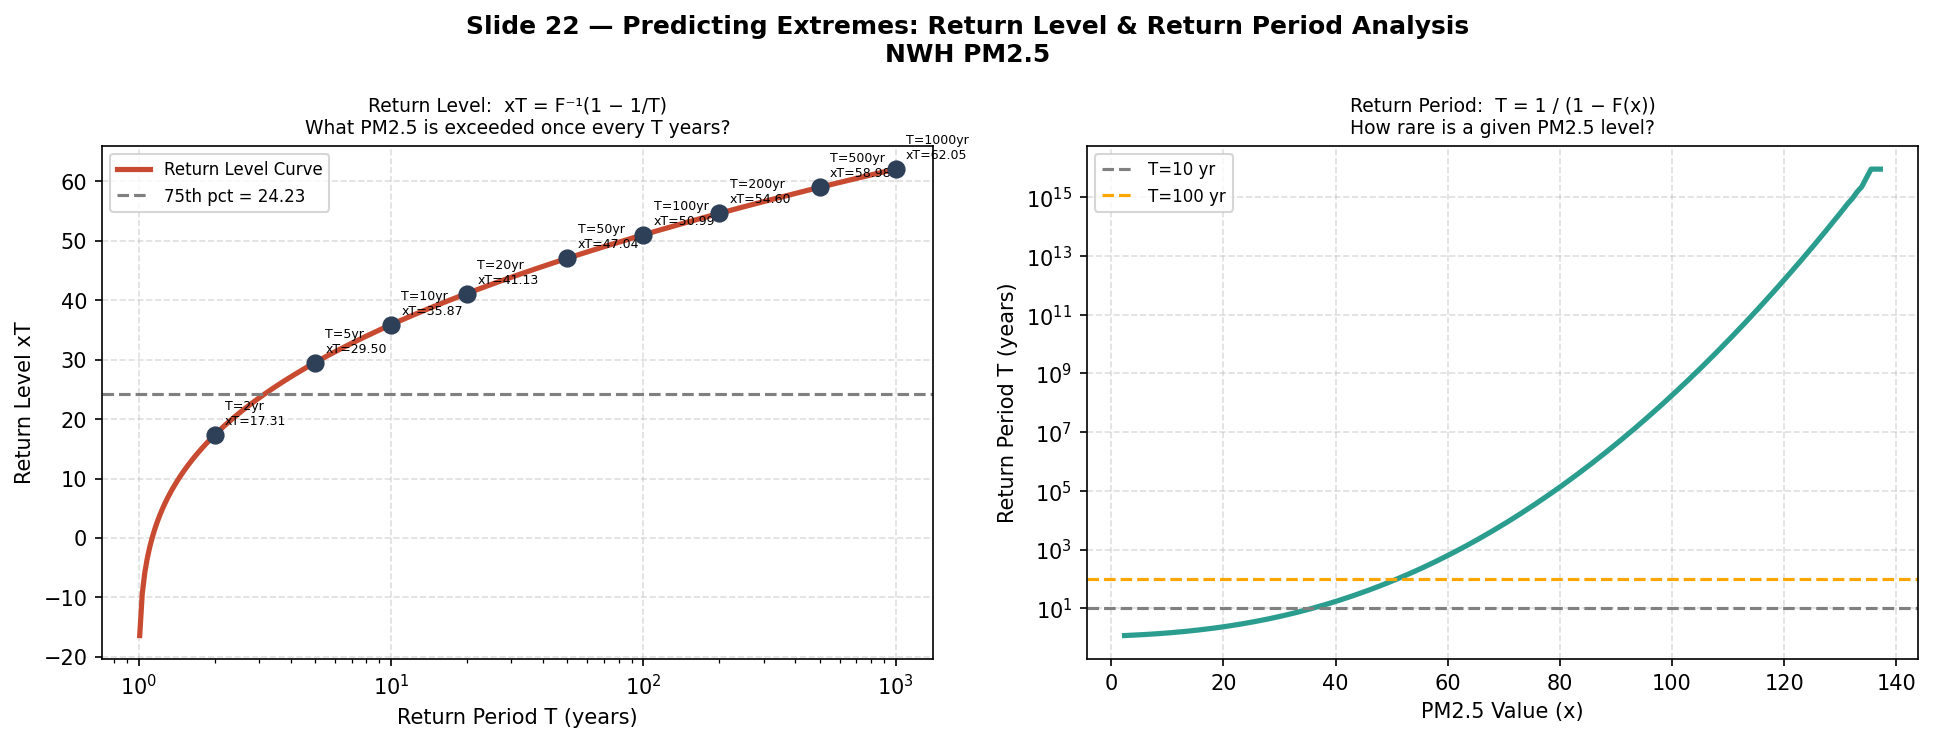 Slide 22 — Predicting Extremes: Return Level & Return Period Analysis
NWH PM2.5
Return Level:  xT = F⁻¹(1 − 1/T)
What PM2.5 is exceeded once every T years?
Return Level Curve
75th pct = 24.23
T=2yr
xT=17.31
T=5yr
xT=29.50
T=10yr
xT=35.87
T=20yr
xT=41.13
T=50yr
xT=47.04
T=100yr
xT=50.99
T=200yr
xT=54.60
T=500yr
xT=58.98
T=1000yr
xT=62.05
Return Level xT
60
50
40
30
20
10
0
−10
−20
10⁰
10¹
10²
10³
Return Period T (years)
Return Period:  T = 1 / (1 − F(x))
How rare is a given PM2.5 level?
T=10 yr
T=100 yr
Return Period T (years)
10¹⁵
10¹³
10¹¹
10⁹
10⁷
10⁵
10³
10¹
0
20
40
60
80
100
120
140
PM2.5 Value (x)